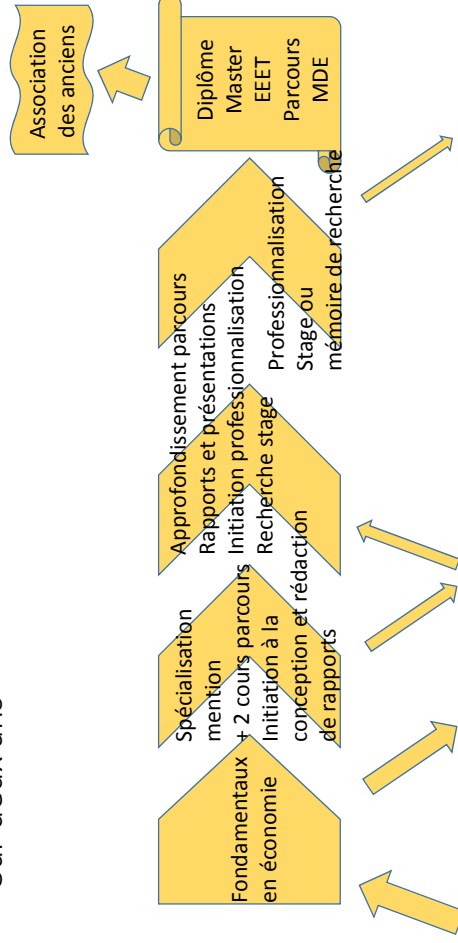 Sur deux ans
Fondamentaux
en économie
Spécialisation
mention
+ 2 cours parcours
Initiation à la
conception et rédaction
de rapports
Approfondissement parcours
Rapports et présentations
Initiation professionnalisation
Recherche stage
Professionnalisation
Stage ou
mémoire de recherche
Diplôme
Master
EEET
Parcours
MDE
Association
des anciens